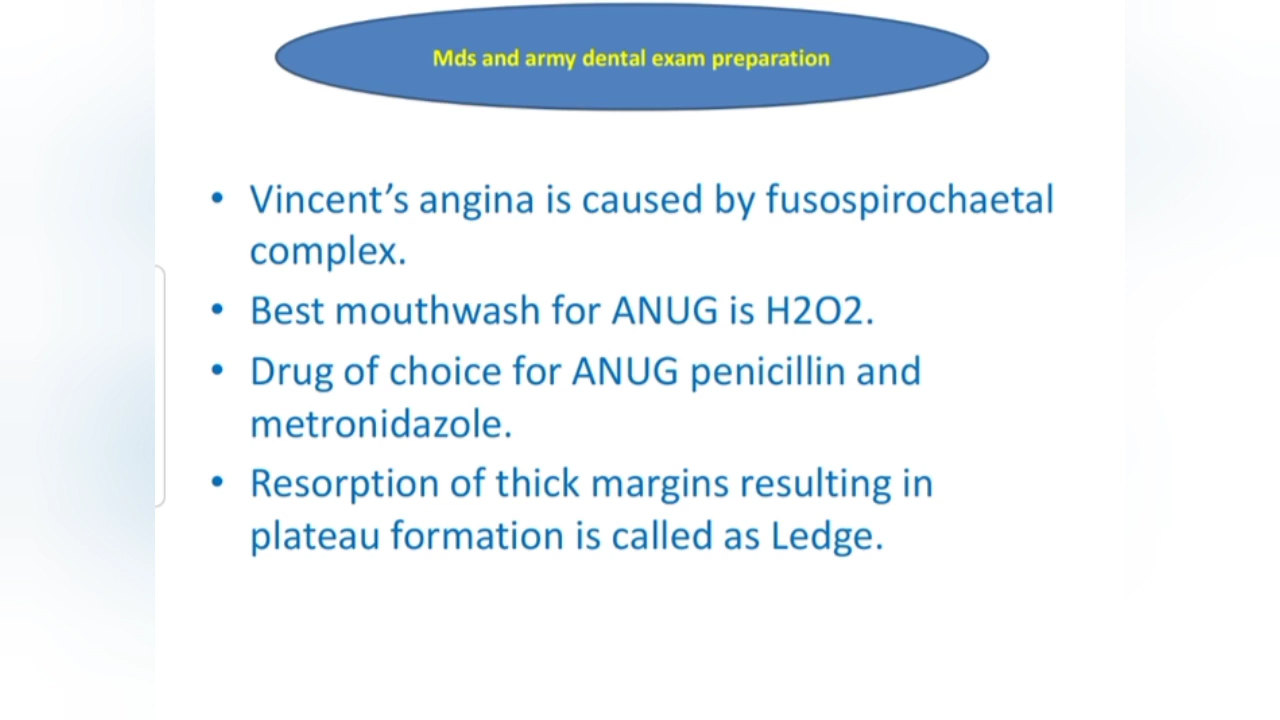 Mds and army dental exam preparation
• Vincent’s angina is caused by fusospirochaetal
complex.
• Best mouthwash for ANUG is H2O2.
• Drug of choice for ANUG penicillin and
metronidazole.
• Resorption of thick margins resulting in
plateau formation is called as Ledge.